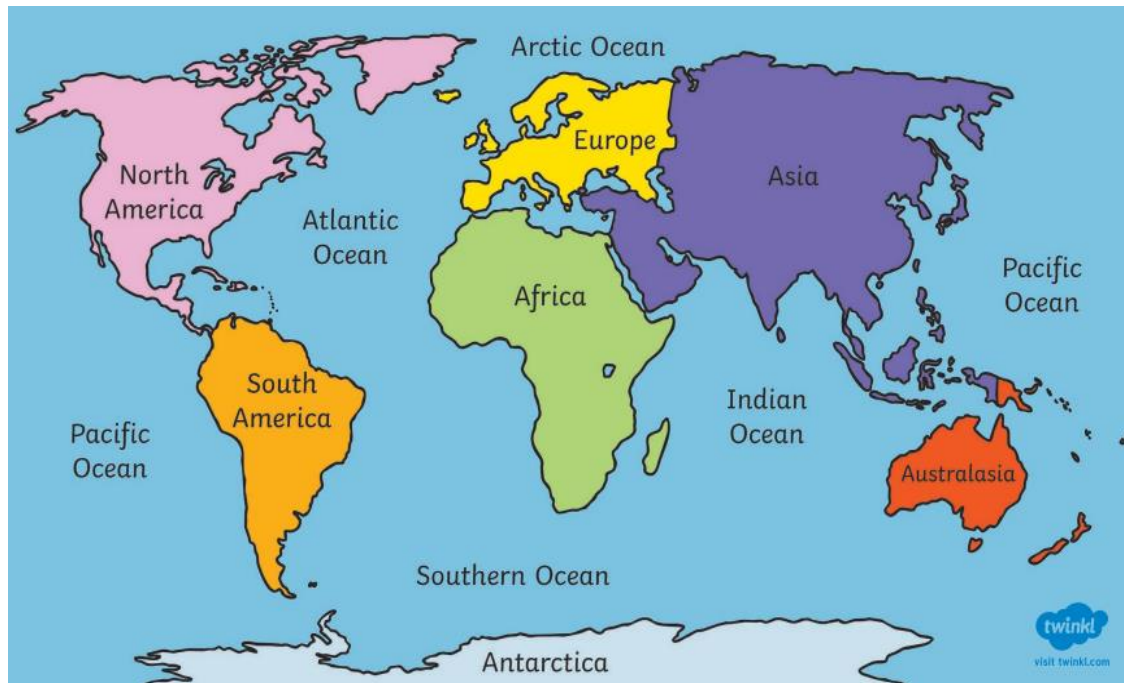 Arctic Ocean
Europe
Asia
North
America
Atlantic
Ocean
Africa
Pacific
Ocean
South
America
Indian
Ocean
Pacific
Ocean
Australasia
Southern Ocean
Antarctica
twinkl
visit twinkl.com